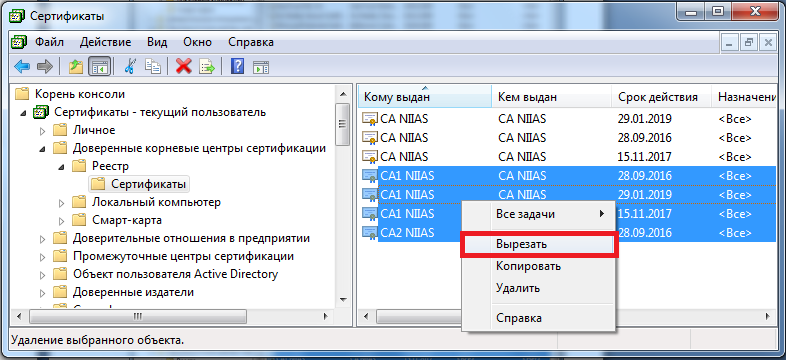 Сертификаты
Файл Действие Вид Окно Справка
Корень консоли
Сертификаты - текущий пользователь
Личное
Доверенные корневые центры сертификации
Реестр
Сертификаты
Локальный компьютер
Смарт-карта
Доверительные отношения в предприятии
Промежуточные центры сертификации
Объект пользователя Active Directory
Доверенные издатели
Кому выдан Кем выдан Срок действия Назначени
CA NIIAS CA NIIAS 29.01.2019 <Все>
CA NIIAS CA NIIAS 28.09.2016 <Все>
CA NIIAS CA NIIAS 15.11.2017 <Все>
CA1 NIIAS CA NIIAS 28.09.2016 <Все>
CA1 NIIAS CA NIIAS 29.01.2019 <Все>
CA1 NIIAS 15.11.2017 <Все>
CA2 NIIAS 28.09.2016 <Все>
Все задачи
Вырезать
Копировать
Удалить
Справка
Удаление выбранного объекта.